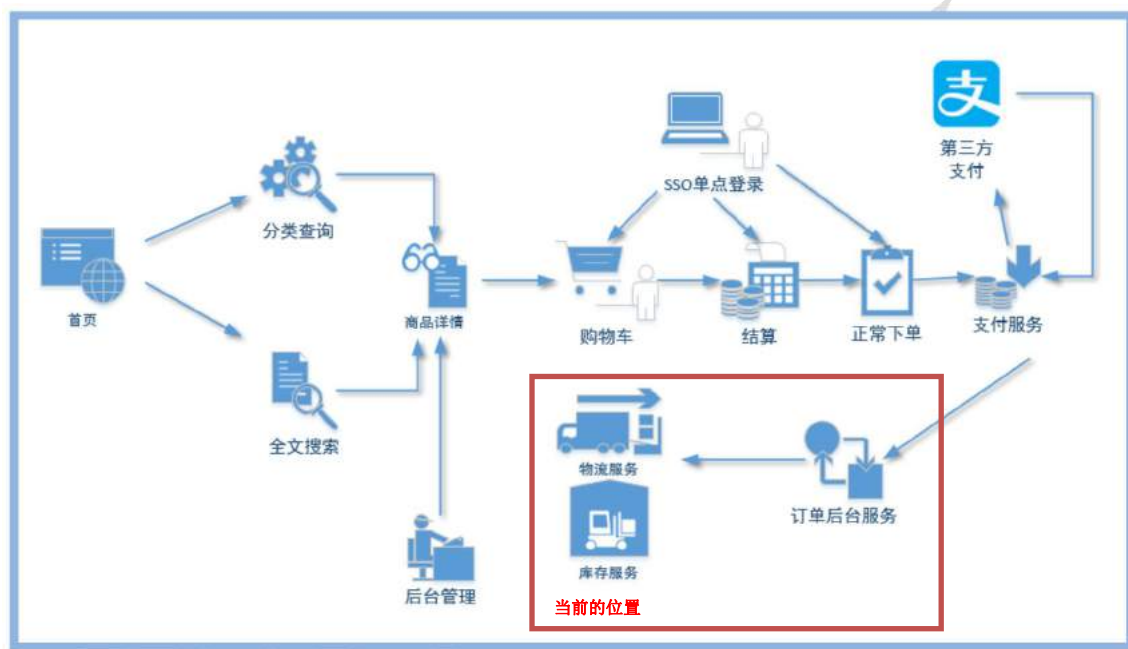 第三方
支付
SSO单点登录
分类查询
首页
商品详情
购物车
结算
正常下单
支付服务
全文搜索
物流服务
订单后台服务
库存服务
后台管理
当前的位置
支